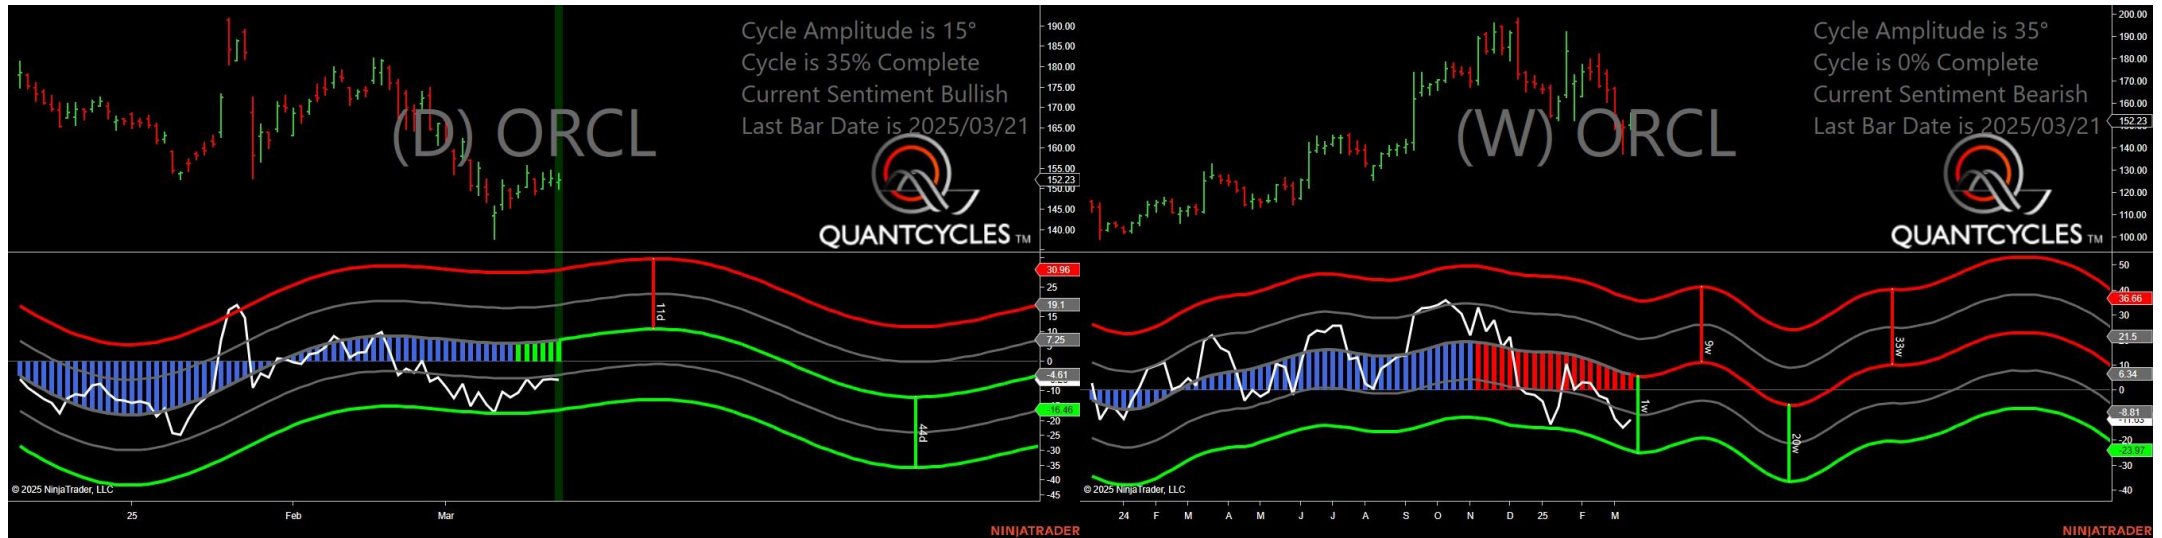 Cycle Amplitude is 15°
Cycle is 35% Complete
Current Sentiment Bullish
Last Bar Date is 2025/03/21
(D) ORCL
QUANTCYCLES TM
190.00
185.00
180.00
175.00
170.00
165.00
160.00
155.00
152.23
150.00
145.00
140.00
30.96
25
19.1
15
10
7.25
0
-4.61
-10
-16.46
-20
-25
-30
-35
-40
-45
11d
44d
© 2025 NinjaTrader, LLC
25
Feb
Mar
NINJATRADER
Cycle Amplitude is 35°
Cycle is 0% Complete
Current Sentiment Bearish
Last Bar Date is 2025/03/21
(W) ORCL
QUANTCYCLES TM
200.00
190.00
180.00
170.00
160.00
152.23
140.00
130.00
120.00
110.00
100.00
50
40
36.66
30
21.5
10
6.34
0
-8.81
-11.63
-20
-23.97
-30
-40
1w
9w
20w
33w
© 2025 NinjaTrader, LLC
24
F
M
A
M
J
J
A
S
O
N
D
25
F
M
NINJATRADER